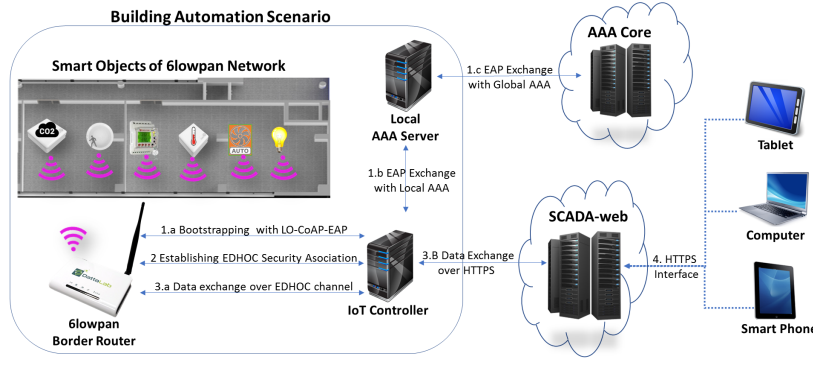 Building Automation Scenario
Smart Objects of 6lowpan Network
CO2
AUTO
Local
AAA Server
1.c EAP Exchange
with Global AAA
AAA Core
1.b EAP Exchange
with Local AAA
1.a Bootstrapping with LO-CoAP-EAP
2 Establishing EDHOC Security Asociation
3.a Data exchange over EDHOC channel
6lowpan
Border Router
IoT Controller
3.B Data Exchange
over HTTPS
SCADA-web
4. HTTPS
Interface
Tablet
Computer
Smart Phone